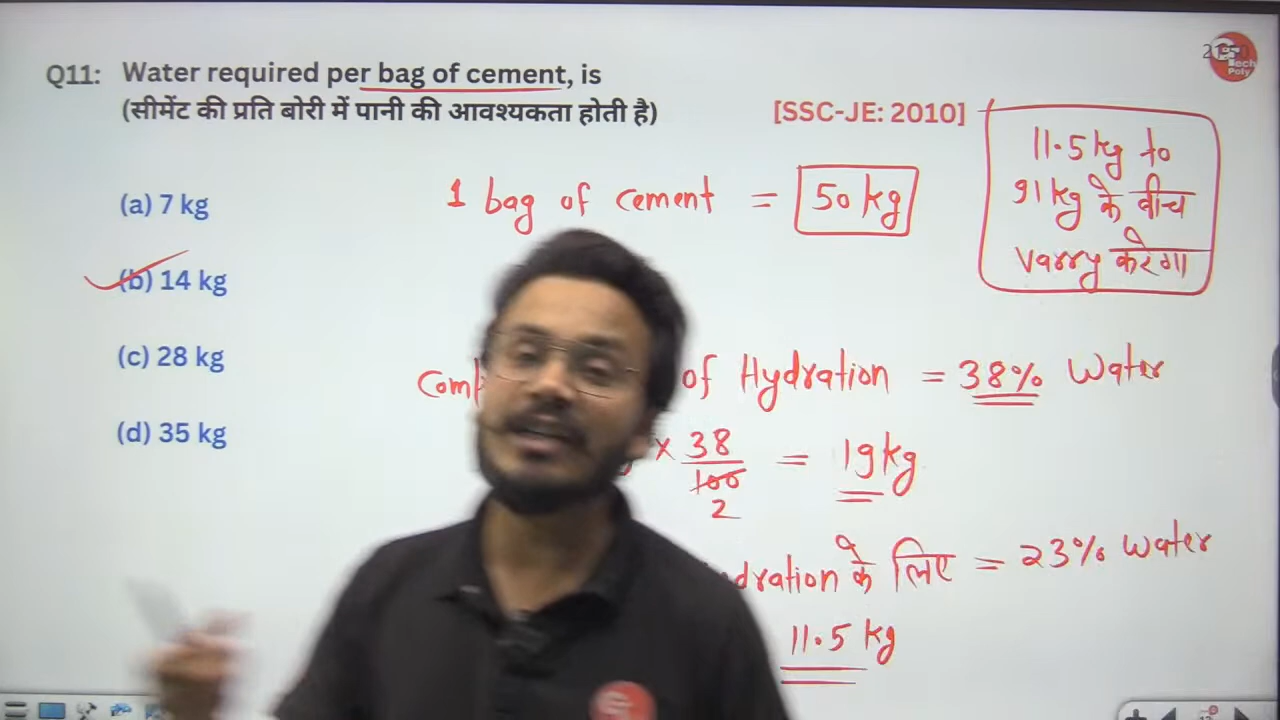 Q11: Water required per bag of cement, is
(सीमेंट की प्रति बोरी में पानी की आवश्यकता होती है)
[SSC-JE: 2010]
(a) 7 kg
(b) 14 kg
(c) 28 kg
(d) 35 kg
1 bag of cement = 50 kg
11.5 kg to
91 kg के बीच
varry करेगा
of Hydration = 38% Water
× 38/100 = 19 kg
2
के लिए = 23% water
11.5 kg
Tech
Poly